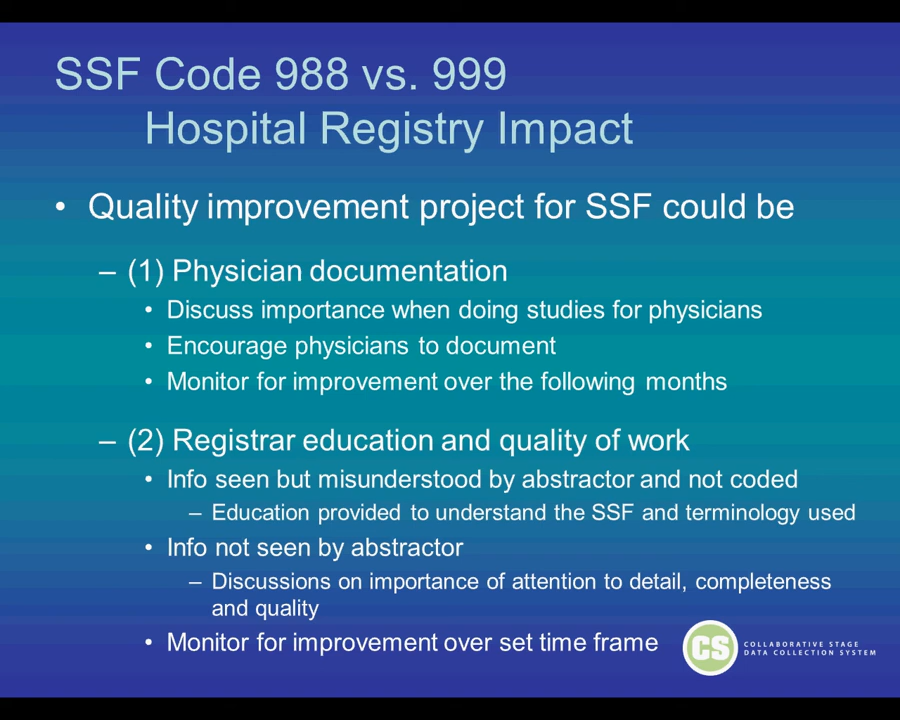 SSF Code 988 vs. 999
Hospital Registry Impact
• Quality improvement project for SSF could be
– (1) Physician documentation
• Discuss importance when doing studies for physicians
• Encourage physicians to document
• Monitor for improvement over the following months
– (2) Registrar education and quality of work
• Info seen but misunderstood by abstractor and not coded
– Education provided to understand the SSF and terminology used
• Info not seen by abstractor
– Discussions on importance of attention to detail, completeness
and quality
• Monitor for improvement over set time frame
CS
COLLABORATIVE STAGE
DATA COLLECTION SYSTEM